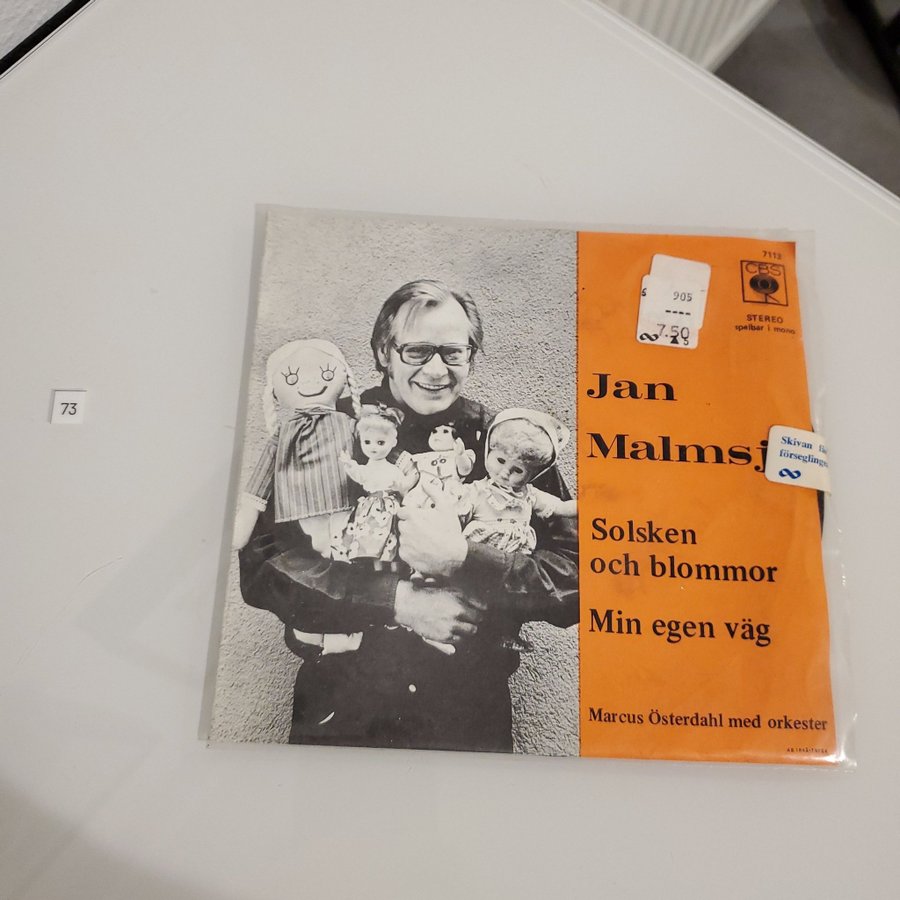 73
7113
CBS
STEREO
spelbar i mono
905
7.50
Jan
Malmsj
Skivan
förseglings
Solsken
och blommor
Min egen väg
Marcus Österdahl med orkester